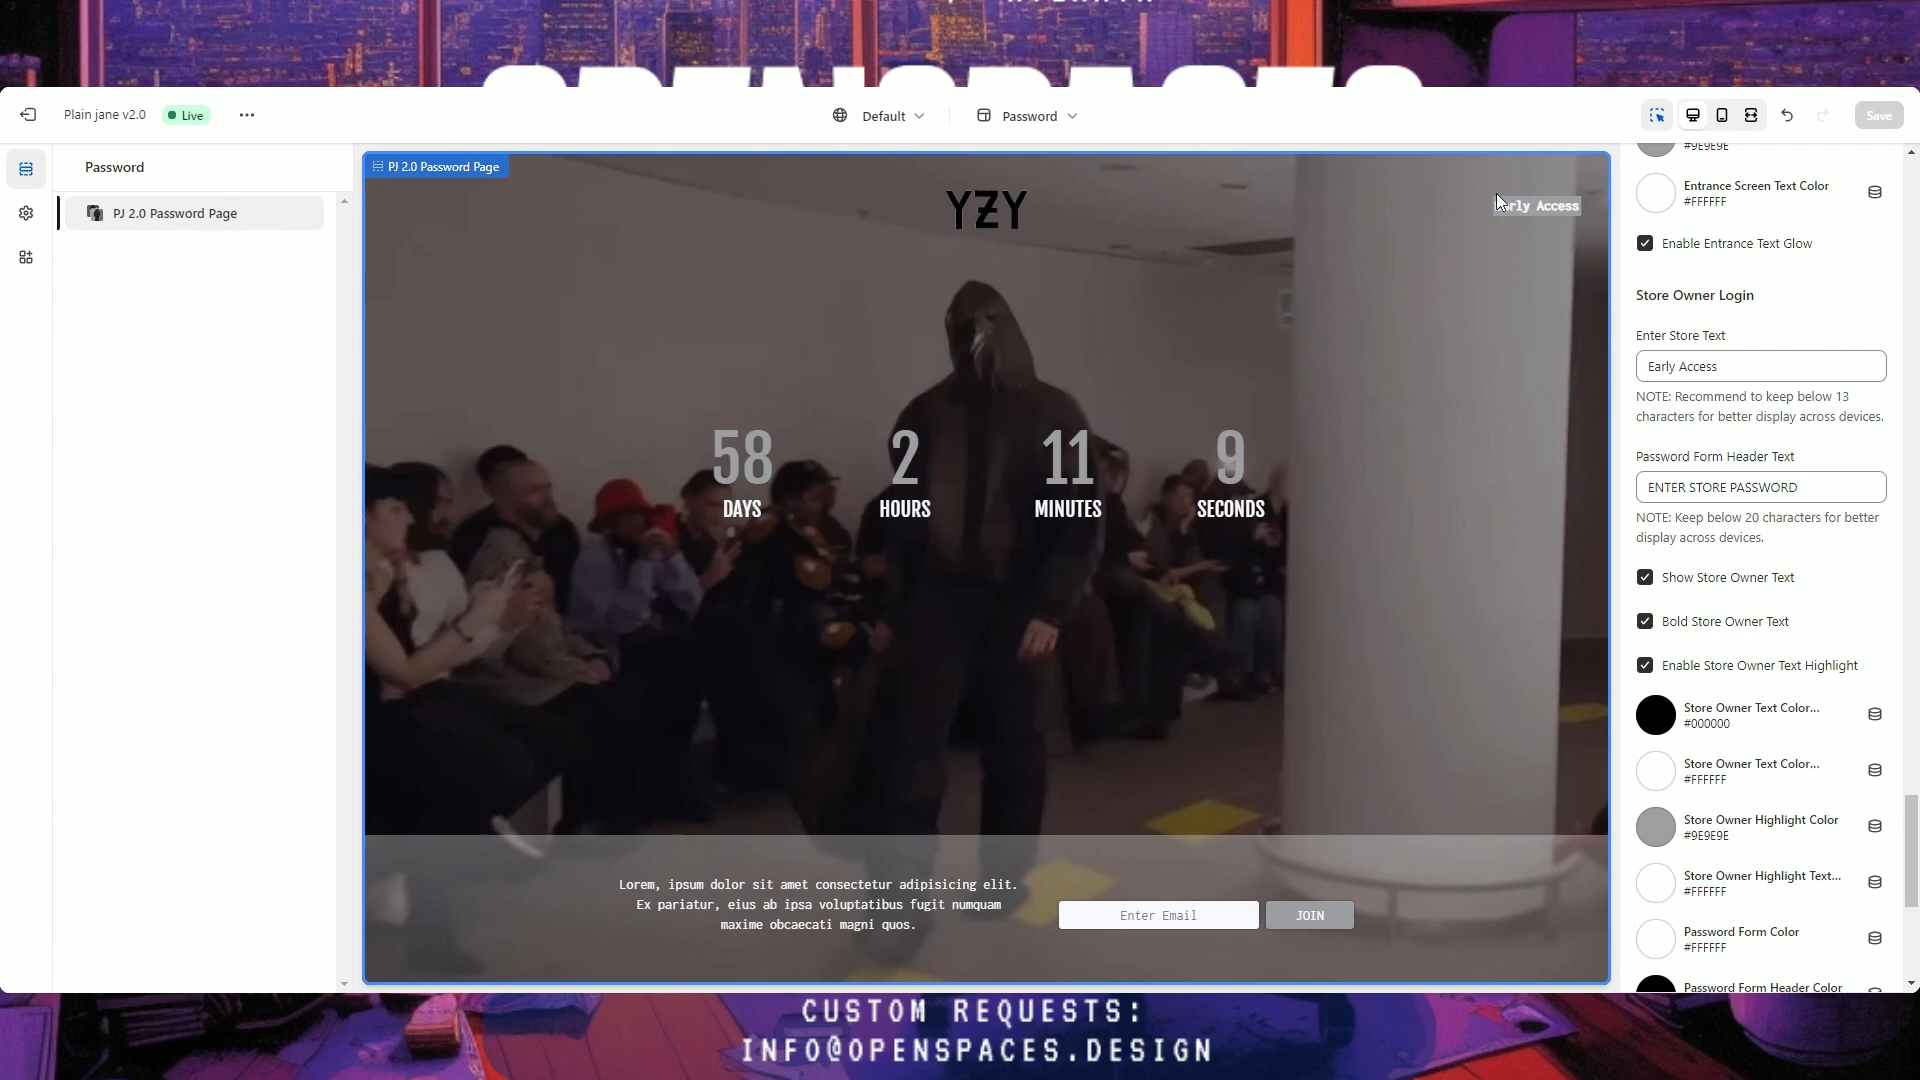 Plain jane v2.0
Live
Default
Password
Save
Password
PJ 2.0 Password Page
PJ 2.0 Password Page
YZY
Early Access
58
2
11
9
DAYS
HOURS
MINUTES
SECONDS
Lorem, ipsum dolor sit amet consectetur adipisicing elit.
Ex pariatur, eius ab ipsa voluptatibus fugit numquam
maxime obcaecati magni quos.
Enter Email
JOIN
#9E9E9E
Entrance Screen Text Color
#FFFFFF
Enable Entrance Text Glow
Store Owner Login
Enter Store Text
Early Access
NOTE: Recommend to keep below 13
characters for better display across devices.
Password Form Header Text
ENTER STORE PASSWORD
NOTE: Keep below 20 characters for better
display across devices.
Show Store Owner Text
Bold Store Owner Text
Enable Store Owner Text Highlight
Store Owner Text Color...
#000000
Store Owner Text Color...
#FFFFFF
Store Owner Highlight Color
#9E9E9E
Store Owner Highlight Text...
#FFFFFF
Password Form Color
#FFFFFF
Password Form Header Color
CUSTOM REQUESTS:
INFO@OPENSPACES.DESIGN